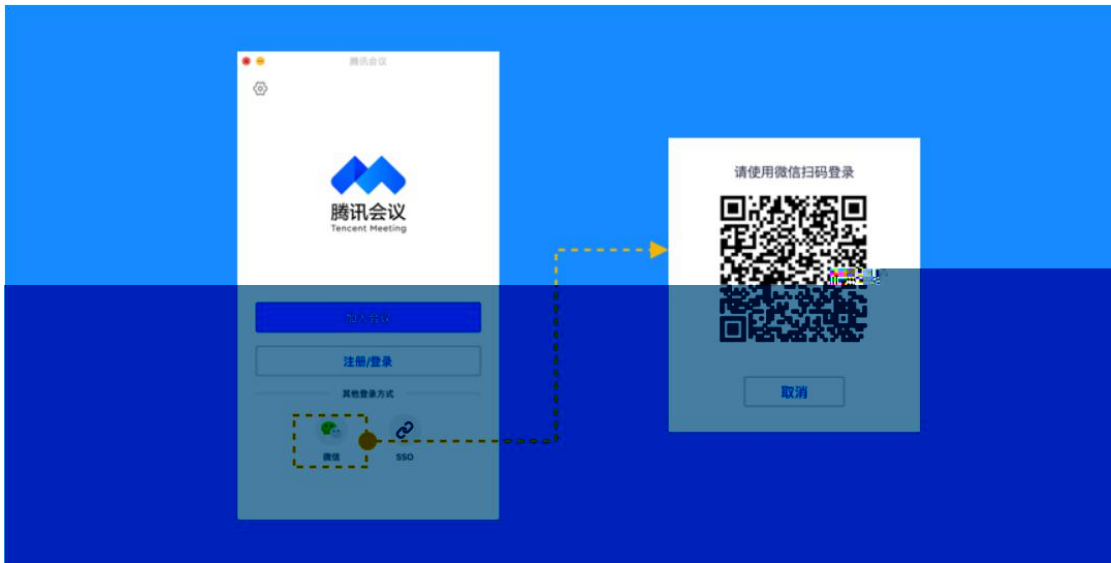 腾讯会议
腾讯会议
Tencent Meeting
加入会议
注册/登录
其他登录方式
微信
SSO
请使用微信扫码登录
取消